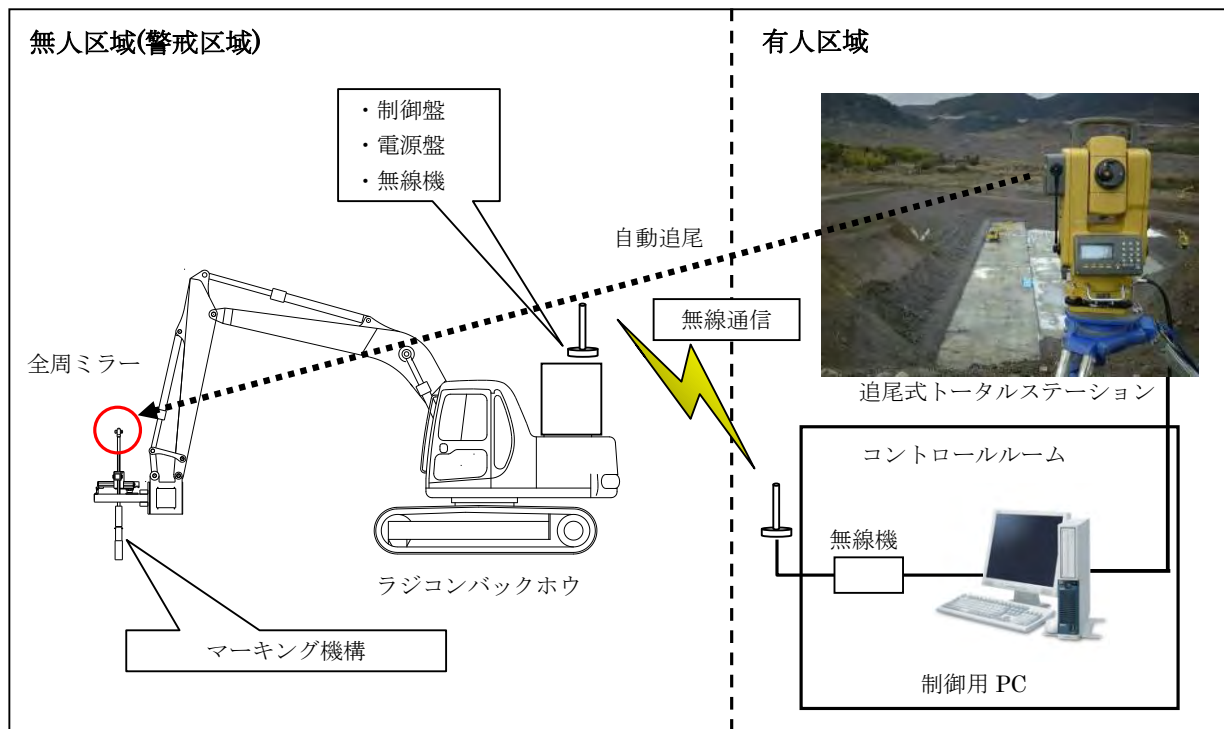 無人区域(警戒区域)
有人区域
・制御盤
・電源盤
・無線機
自動追尾
無線通信
全周ミラー
追尾式トータルステーション
コントロールルーム
無線機
ラジコンバックホウ
マーキング機構
制御用 PC